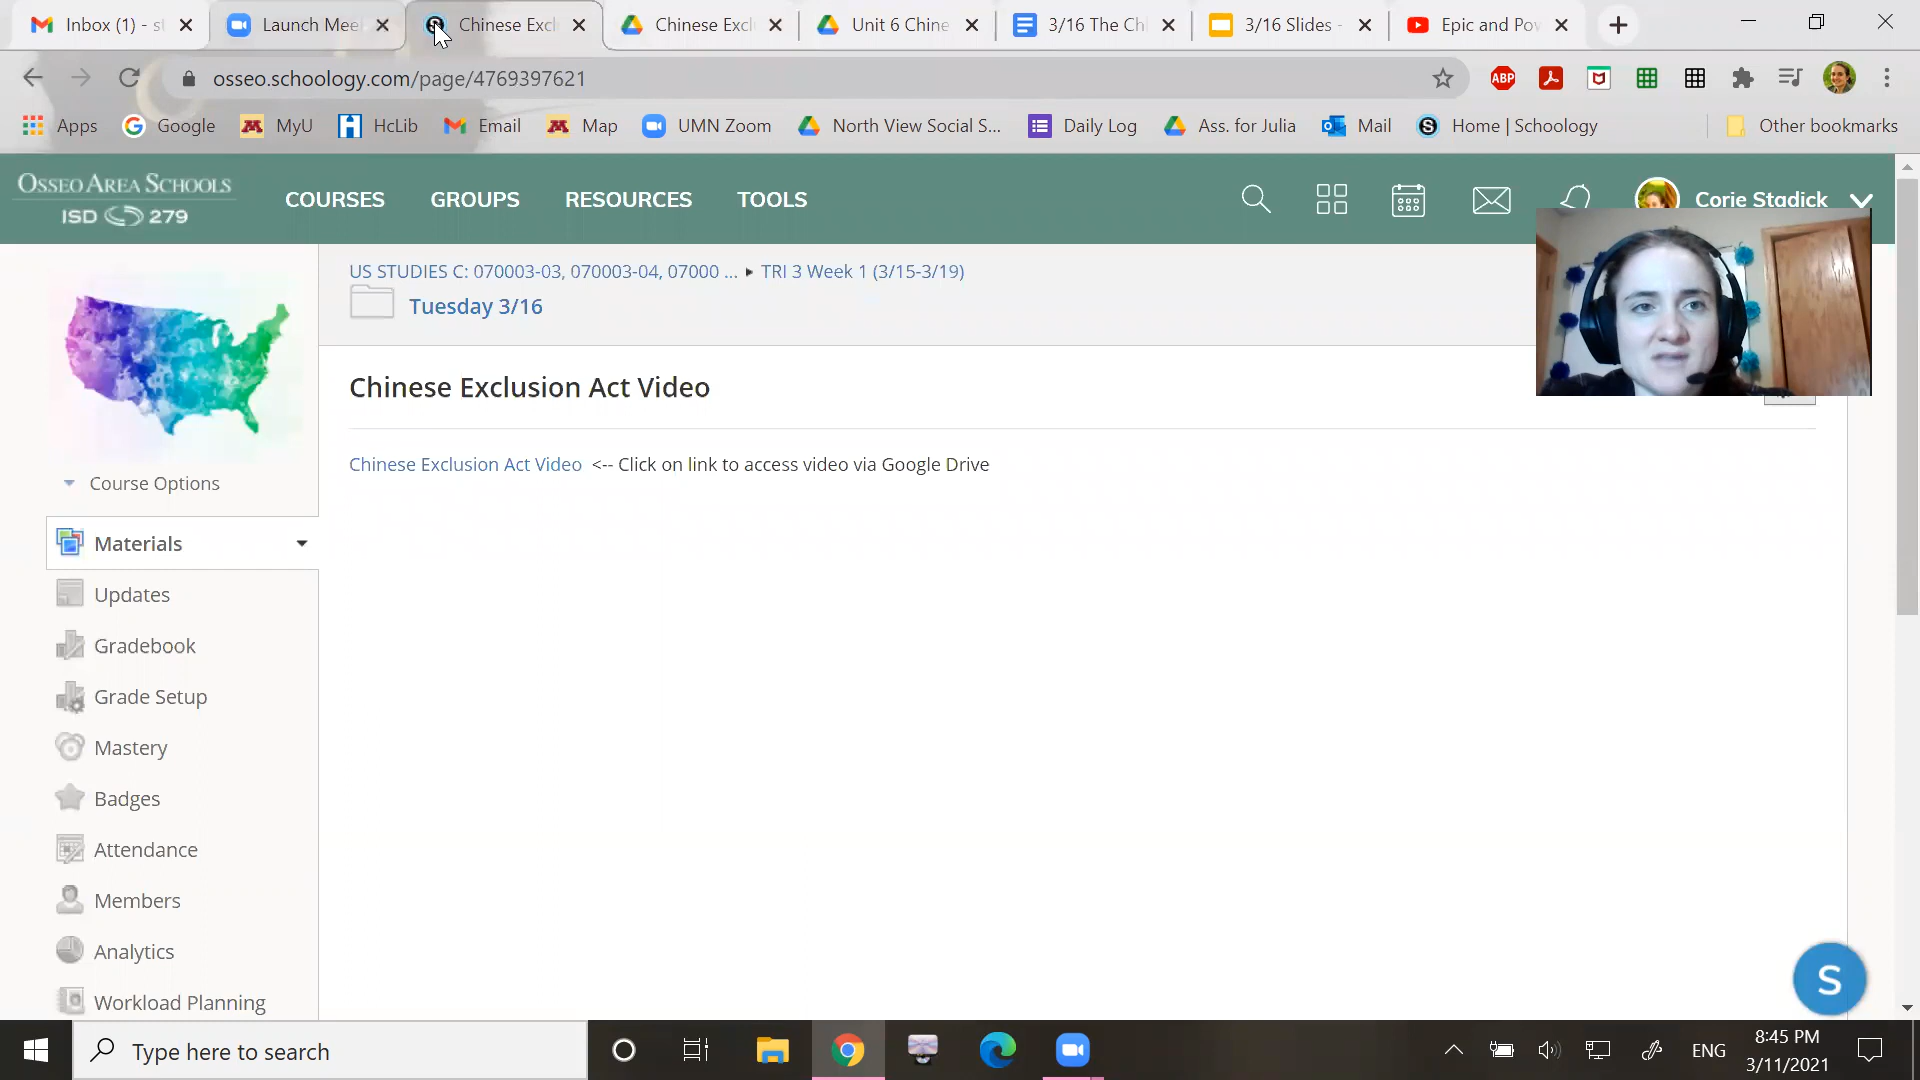 Inbox (1) - st
Launch Mee
Chinese Excl
Chinese Excl
Unit 6 Chine
3/16 The Ch
3/16 Slides -
Epic and Pow
osseo.schoology.com/page/4769397621
ABP
Apps
Google
MyU
HcLib
Email
Map
UMN Zoom
North View Social S...
Daily Log
Ass. for Julia
Mail
Home | Schoology
Other bookmarks
OSSEO AREA SCHOOLS
ISD 279
COURSES
GROUPS
RESOURCES
TOOLS
Corie Stadick
US STUDIES C: 070003-03, 070003-04, 07000 ... ▸ TRI 3 Week 1 (3/15-3/19)
Tuesday 3/16
Chinese Exclusion Act Video
Chinese Exclusion Act Video <-- Click on link to access video via Google Drive
Course Options
Materials
Updates
Gradebook
Grade Setup
Mastery
Badges
Attendance
Members
Analytics
Workload Planning
S
Type here to search
ENG
8:45 PM
3/11/2021